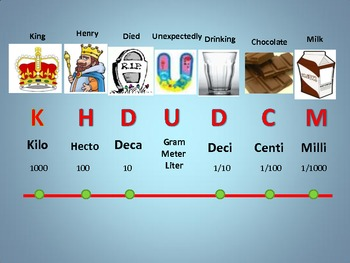 King Henry Died Unexpectedly Drinking Chocolate Milk
R.I.P.
K H D U D C M
Kilo Hecto Deca Gram Deci Centi Milli
Meter
Liter
1000 100 10 1/10 1/100 1/1000